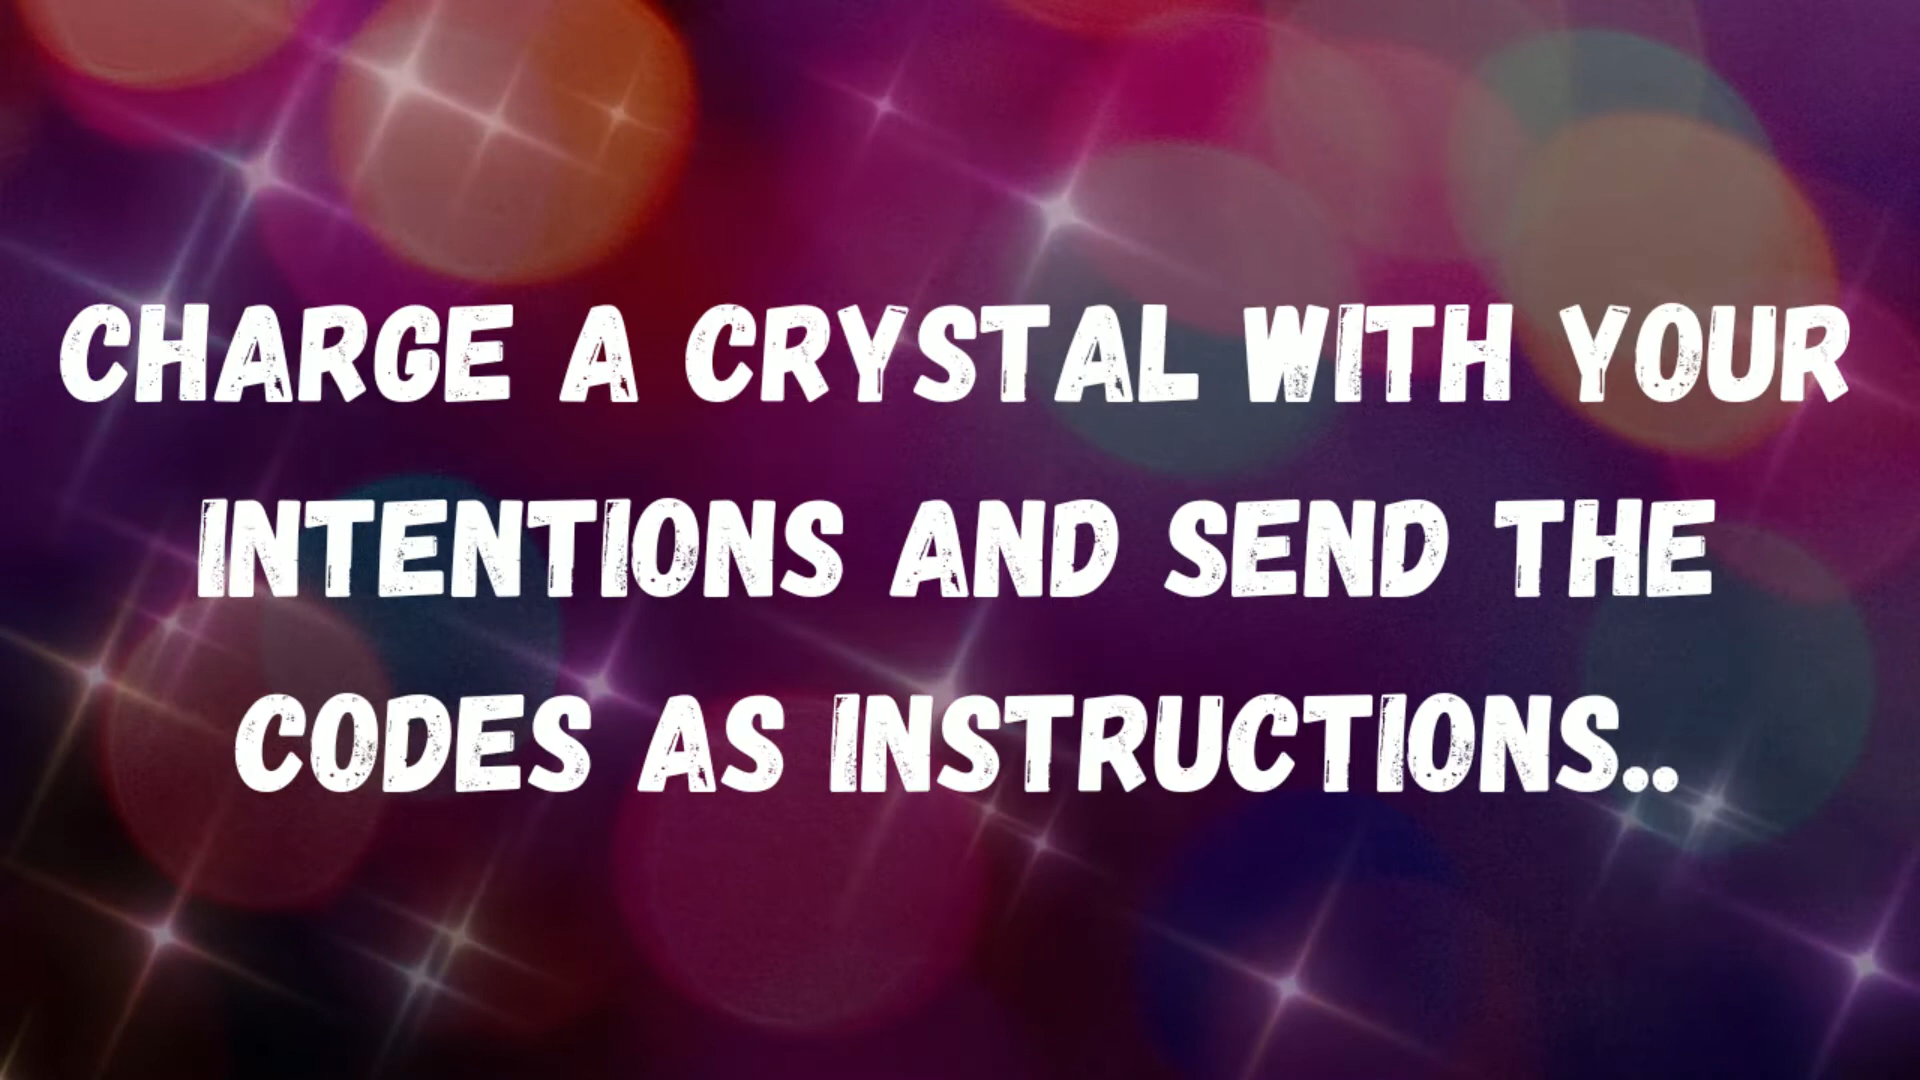 CHARGE A CRYSTAL WITH YOUR
INTENTIONS AND SEND THE
CODES AS INSTRUCTIONS..